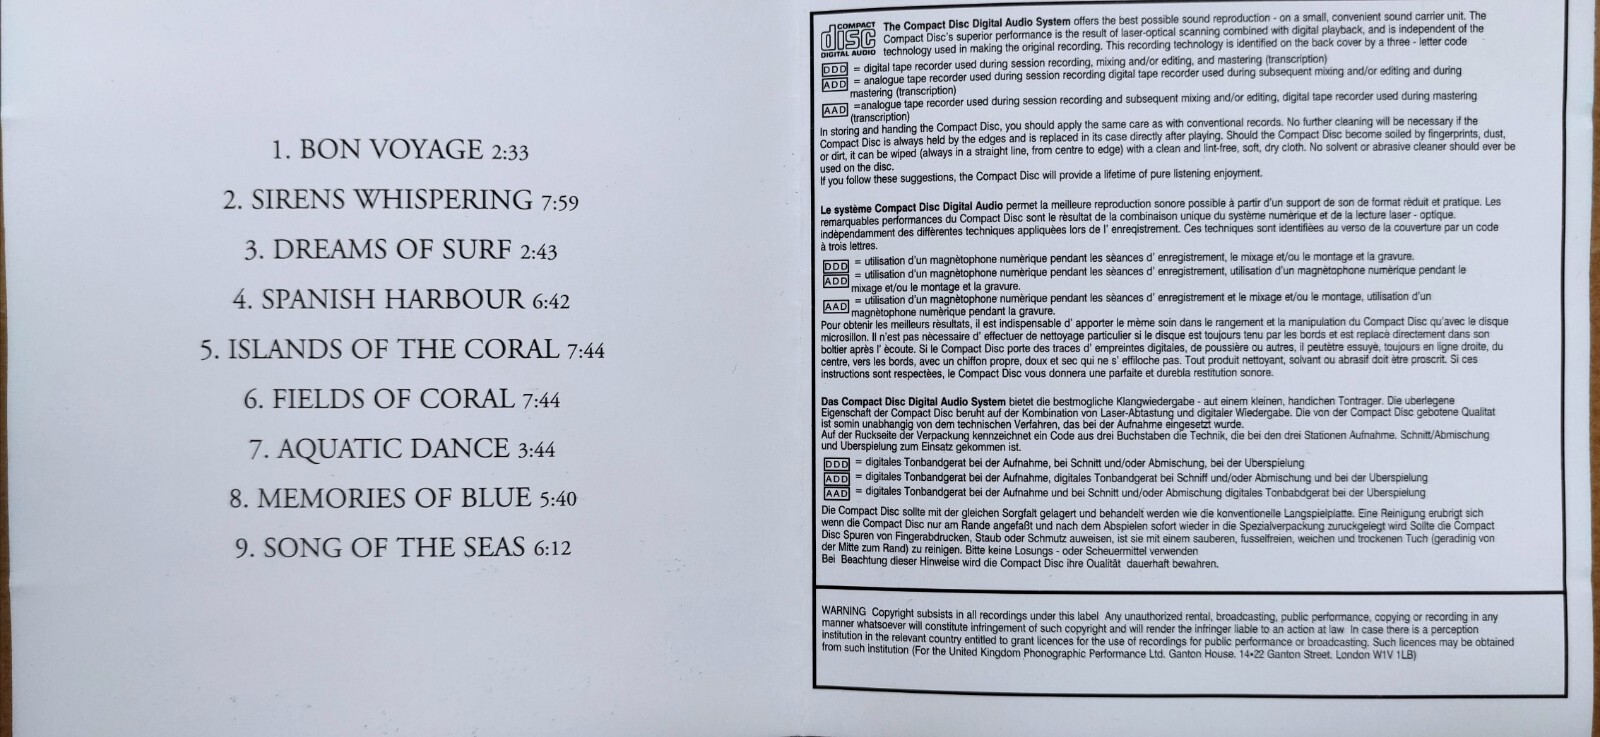 1. BON VOYAGE 2:33
2. SIRENS WHISPERING 7:59
3. DREAMS OF SURF 2:43
4. SPANISH HARBOUR 6:42
5. ISLANDS OF THE CORAL 7:44
6. FIELDS OF CORAL 7:44
7. AQUATIC DANCE 3:44
8. MEMORIES OF BLUE 5:40
9. SONG OF THE SEAS 6:12
COMPACT
disc
DIGITAL AUDIO
The Compact Disc Digital Audio System offers the best possible sound reproduction - on a small, convenient sound carrier unit. The
Compact Disc's superior performance is the result of laser-optical scanning combined with digital playback, and is independent of the
technology used in making the original recording. This recording technology is identified on the back cover by a three - letter code
DDD = digital tape recorder used during session recording, mixing and/or editing, and mastering (transcription)
ADD = analogue tape recorder used during session recording digital tape recorder used during subsequent mixing and/or editing and during
mastering (transcription)
AAD =analogue tape recorder used during session recording and subsequent mixing and/or editing, digital tape recorder used during mastering
(transcription)
In storing and handing the Compact Disc, you should apply the same care as with conventional records. No further cleaning will be necessary if the
Compact Disc is always held by the edges and is replaced in its case directly after playing. Should the Compact Disc become soiled by fingerprints, dust,
or dirt, it can be wiped (always in a straight line, from centre to edge) with a clean and lint-free, soft, dry cloth. No solvent or abrasive cleaner should ever be
used on the disc.
If you follow these suggestions, the Compact Disc will provide a lifetime of pure listening enjoyment.
Le système Compact Disc Digital Audio permet la meilleure reproduction sonore possible à partir d'un support de son de format rèduit et pratique. Les
remarquables performances du Compact Disc sont le rèsultat de la combinaison unique du système numèrique et de la lecture laser - optique.
indèpendamment des diffèrentes techniques appliquèes lors de l' enreqistrement. Ces techniques sont identifièes au verso de la couverture par un code
à trois lettres.
DDD = utilisation d'un magnètophone numèrique pendant les sèances d' enregistrement, le mixage et/ou le montage et la gravure.
ADD = utilisation d'un magnètophone numèrique pendant les sèances d' enregistrement, utilisation d'un magnètophone numèrique pendant le
mixage et/ou le montage et la gravure.
AAD = utilisation d'un magnètophone numèrique pendant les sèances d' enregistrement et le mixage et/ou le montage, utilisation d'un
magnètophone numèrique pendant la gravure.
Pour obtenir les meilleurs rèsultats, il est indispensable d' apporter le mème soin dans le rangement et la manipulation du Compact Disc qu'avec le disque
microsillon. Il n'est pas nècessaire d' effectuer de nettoyage particulier si le disque est toujours tenu par les bords et est replacè directement dans son
boltier après l' ècoute. Si le Compact Disc porte des traces d' empreintes digitales, de poussière ou autres, il peutètre essuyè, toujours en ligne droite, du
centre, vers les bords, avec un chiffon propre, doux et sec qui ne s' effiloche pas. Tout produit nettoyant, solvant ou abrasif doit ètre proscrit. Si ces
instructions sont respectèes, le Compact Disc vous donnera une parfaite et durebla restitution sonore.
Das Compact Disc Digital Audio System bietet die bestmogliche Klangwiedergabe - aut einem kleinen, handichen Tontrager. Die uberlegene
Eigenschaft der Compact Disc beruht auf der Kombination von Laser-Abtastung und digitaler Wiedergabe. Die von der Compact Disc gebotene Qualitat
ist somin unabhangig von dem technischen Verfahren, das bei der Aufnahme eingesetzt wurde.
Auf der Ruckseite der Verpackung kennzeichnet ein Code aus drei Buchstaben die Technik, die bei den drei Stationen Aufnahme. Schnitt/Abmischung
und Uberspielung zum Einsatz gekommen ist.
DDD = digitales Tonbandgerat bei der Aufnahme, bei Schnitt und/oder Abmischung, bei der Uberspielung
ADD = digitales Tonbandgerat bei der Aufnahme, digitales Tonbandgerat bei Schniff und/oder Abmischung und bei der Uberspielung
AAD = digitales Tonbandgerat bei der Aufnahme und bei Schnitt und/oder Abmischung digitales Tonbabdgerat bei der Uberspielung
Die Compact Disc sollte mit der gleichen Sorgfalt gelagert und behandelt werden wie die konventionelle Langspielplatte. Eine Reinigung erubrigt sich
wenn die Compact Disc nur am Rande angefaßt und nach dem Abspielen sofort wieder in die Spezialverpackung zuruckgelegt wird Sollte die Compact
Disc Spuren von Fingerabdrucken, Staub oder Schmutz auweisen, ist sie mit einem sauberen, fusselfreien, weichen und trockenen Tuch (geradinig von
der Mitte zum Rand) zu reinigen. Bitte keine Losungs - oder Scheuermittel verwenden
Bei Beachtung dieser Hinweise wird die Compact Disc ihre Oualität dauerhaft bewahren.
WARNING Copyright subsists in all recordings under this label Any unauthorized rental, broadcasting, public performance, copying or recording in any
manner whatsoever will constitute infringement of such copyright and will render the infringer liable to an action at law In case there is a perception
institution in the relevant country entitled to grant licences for the use of recordings for public performance or broadcasting. Such licences may be obtained
from such institution (For the United Kingdom Phonographic Performance Ltd. Ganton House. 14•22 Ganton Street. London W1V 1LB)